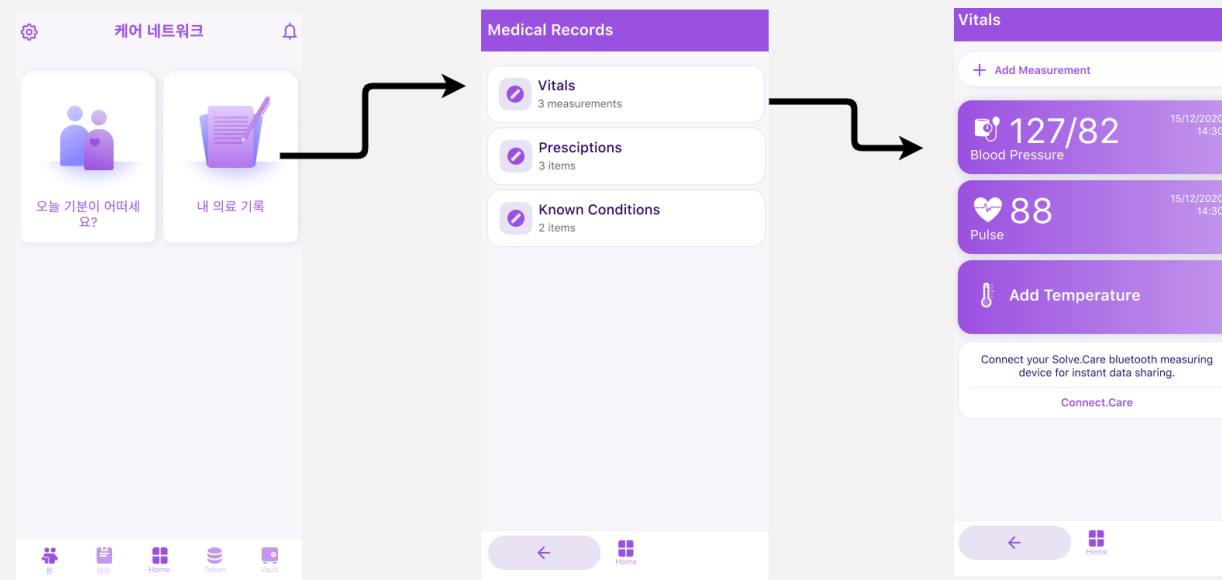 케어 네트워크
오늘 기분이 어떠세
요?
내 의료 기록
원
원장
Home
Token
Vault
Medical Records
Vitals
3 measurements
Presciptions
3 items
Known Conditions
2 items
Home
Vitals
Add Measurement
127/82
15/12/2020
14:30
Blood Pressure
88
15/12/2020
14:30
Pulse
Add Temperature
Connect your Solve.Care bluetooth measuring
device for instant data sharing.
Connect.Care
Home